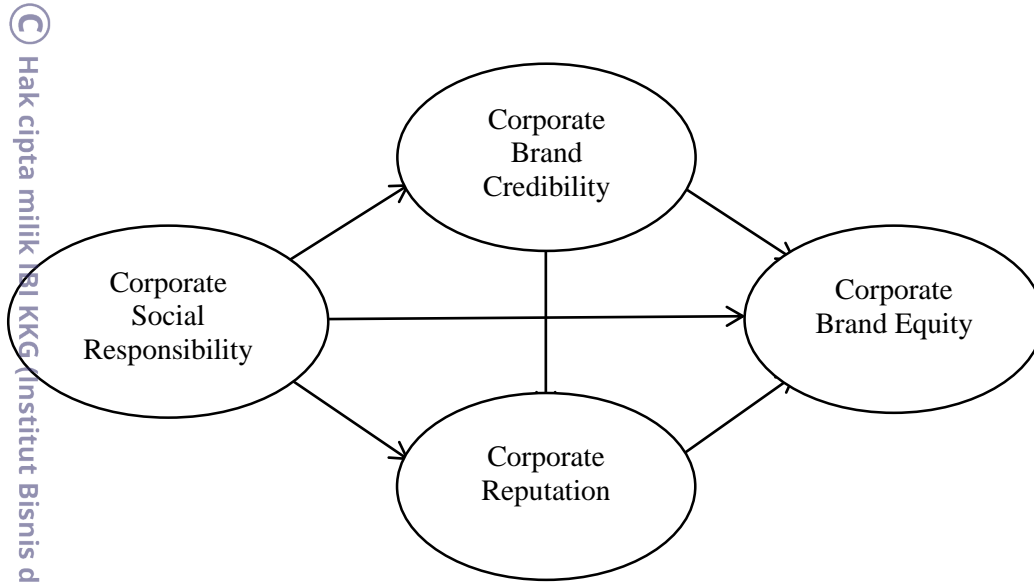 © Hak cipta milik IBI KKG (Institut Bisnis d
Corporate
Brand
Credibility
Corporate
Social
Responsibility
Corporate
Brand Equity
Corporate
Reputation